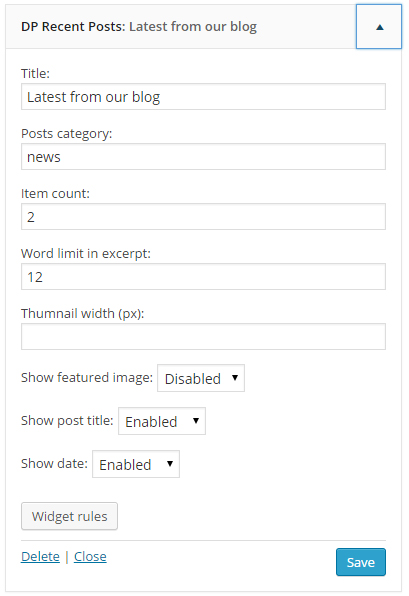 DP Recent Posts: Latest from our blog
Title:
Latest from our blog
Posts category:
news
Item count:
2
Word limit in excerpt:
12
Thumnail width (px):
Show featured image: Disabled
Show post title: Enabled
Show date: Enabled
Widget rules
Delete | Close
Save